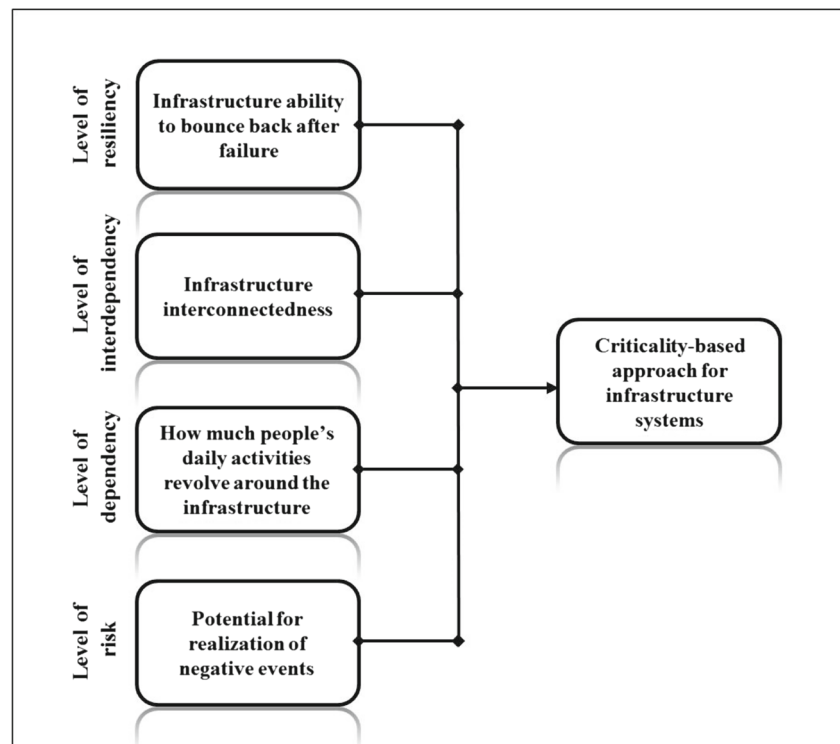 Level of
resiliency
Infrastructure ability
to bounce back after
failure
Level of
interdependency
Infrastructure
interconnectedness
Level of
dependency
How much people’s
daily activities
revolve around the
infrastructure
Level of
risk
Potential for
realization of
negative events
Criticality-based
approach for
infrastructure
systems